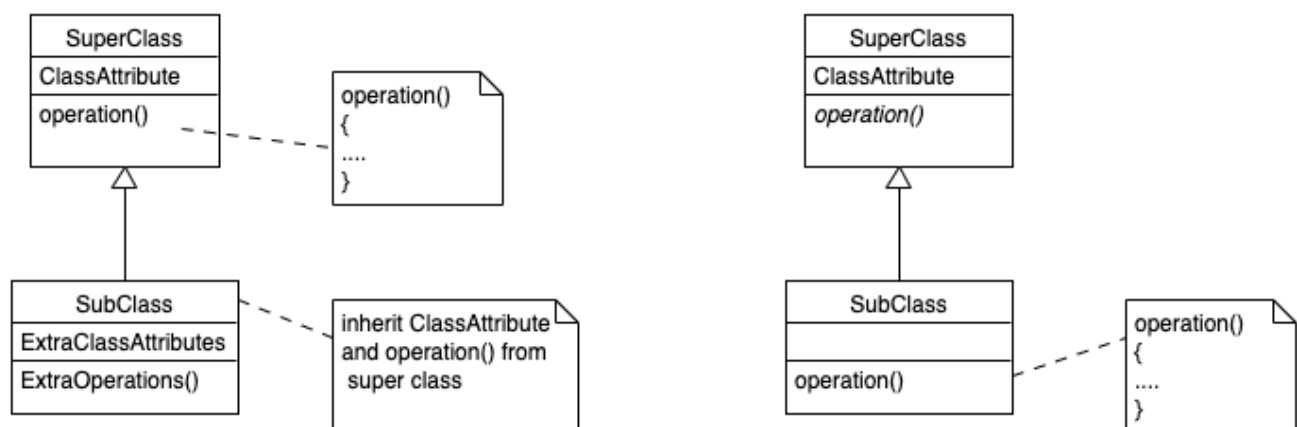 SuperClass
ClassAttribute
operation()
operation()
{
....
}
SubClass
ExtraClassAttributes
ExtraOperations()
inherit ClassAttribute
and operation() from
super class
SuperClass
ClassAttribute
operation()
SubClass
operation()
operation()
{
....
}